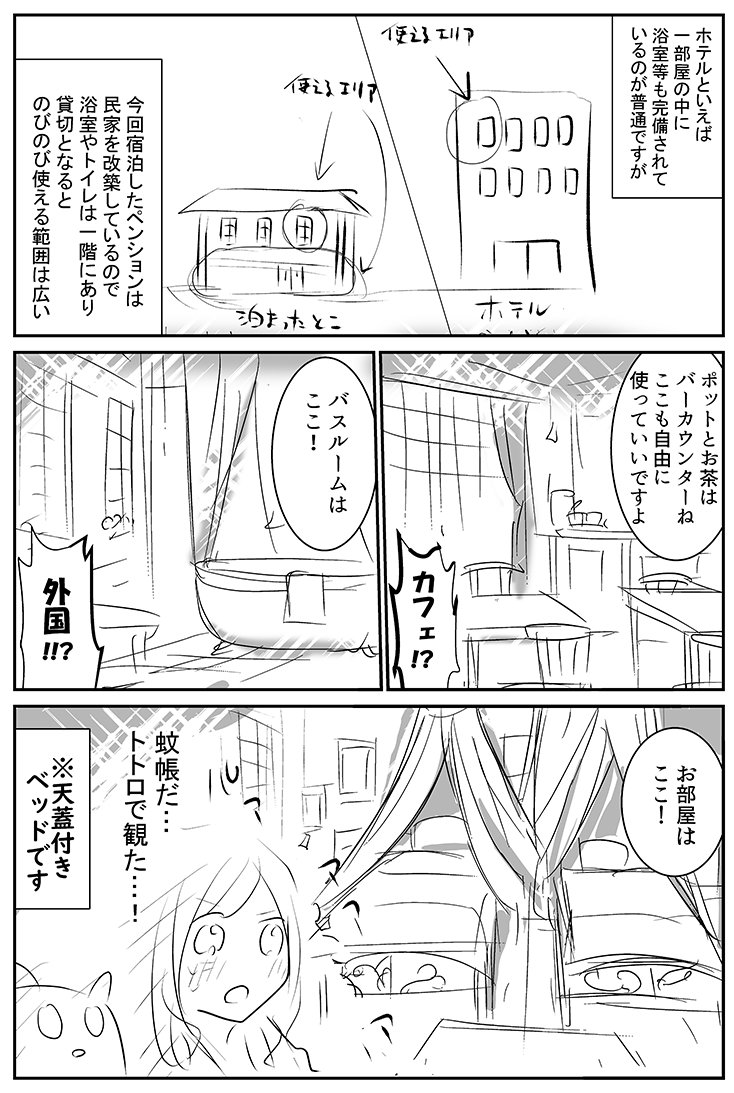 ホテルといえば
一部屋の中に
浴室等も完備されて
いるのが普通ですが
使えるエリア
ホテル
使えるエリア
泊まったとこ
今回宿泊したペンションは
民家を改築しているので
浴室やトイレは一階にあり
貸切となると
のびのび使える範囲は広い
ポットとお茶は
バーカウンターね
ここも自由に
使っていいですよ
カフェ!?
バスルームは
ここ！
外国!!?
お部屋は
ここ！
蚊帳だ…
トトロで観た…！
※天蓋付き
ベッドです